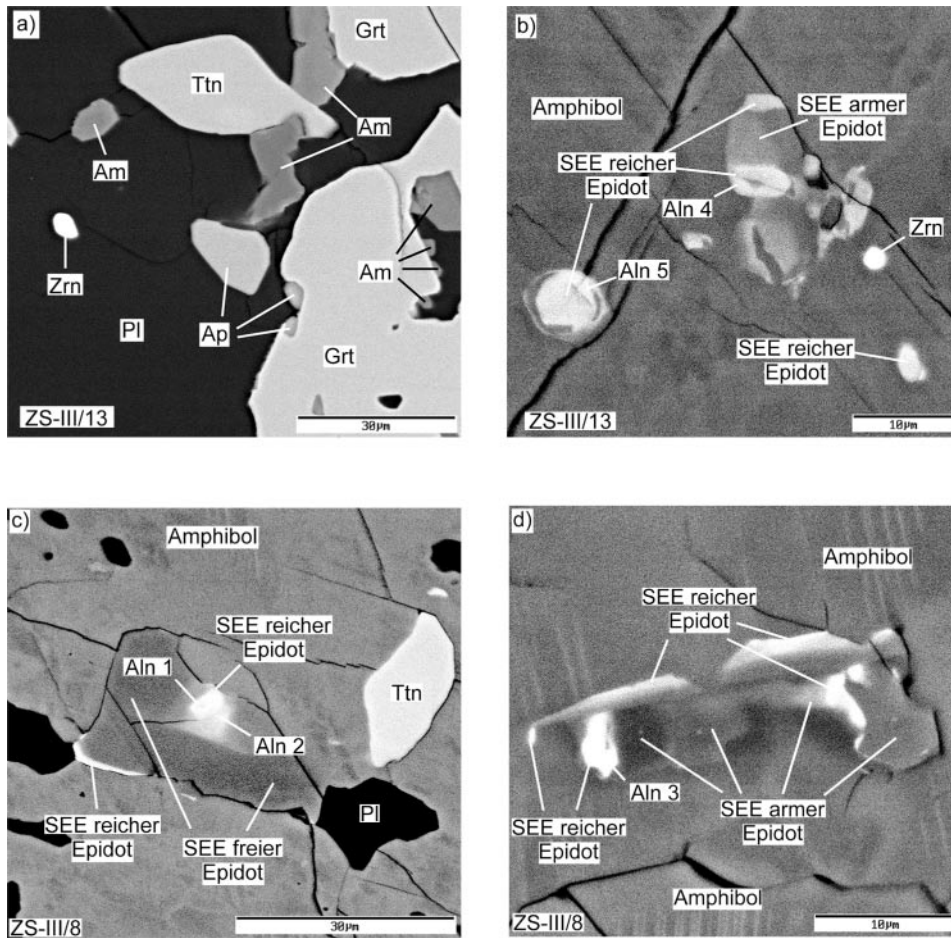 a)
Grt
Ttn
Am
Am
Zrn
Am
Pl
Ap
Grt
ZS-III/13
30µm
b)
Amphibol
SEE armer
Epidot
SEE reicher
Epidot
Aln 4
Zrn
Aln 5
SEE reicher
Epidot
ZS-III/13
10µm
c)
Amphibol
SEE reicher
Epidot
Aln 1
Ttn
Aln 2
Pl
SEE reicher
Epidot
SEE freier
Epidot
ZS-III/8
30µm
d)
Amphibol
SEE reicher
Epidot
Aln 3
SEE armer
Epidot
SEE reicher
Epidot
Amphibol
ZS-III/8
10µm